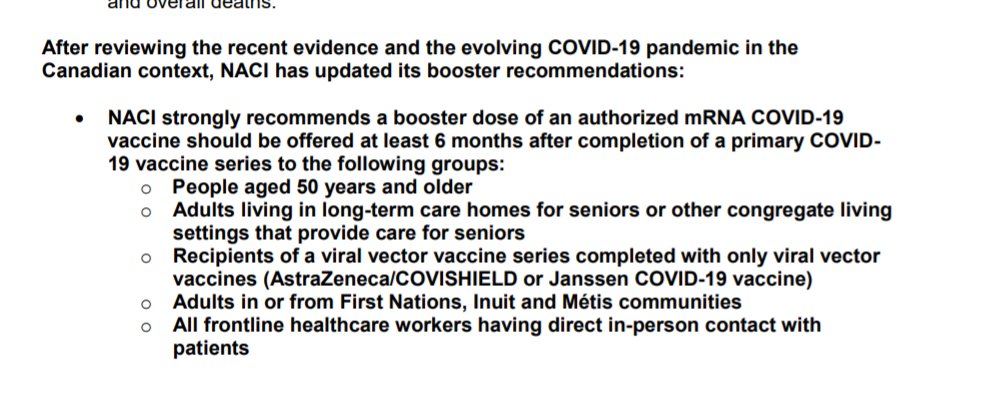 and overall deaths.
After reviewing the recent evidence and the evolving COVID-19 pandemic in the
Canadian context, NACI has updated its booster recommendations:
• NACI strongly recommends a booster dose of an authorized mRNA COVID-19
vaccine should be offered at least 6 months after completion of a primary COVID-
19 vaccine series to the following groups:
o People aged 50 years and older
o Adults living in long-term care homes for seniors or other congregate living
settings that provide care for seniors
o Recipients of a viral vector vaccine series completed with only viral vector
vaccines (AstraZeneca/COVISHIELD or Janssen COVID-19 vaccine)
o Adults in or from First Nations, Inuit and Métis communities
o All frontline healthcare workers having direct in-person contact with
patients